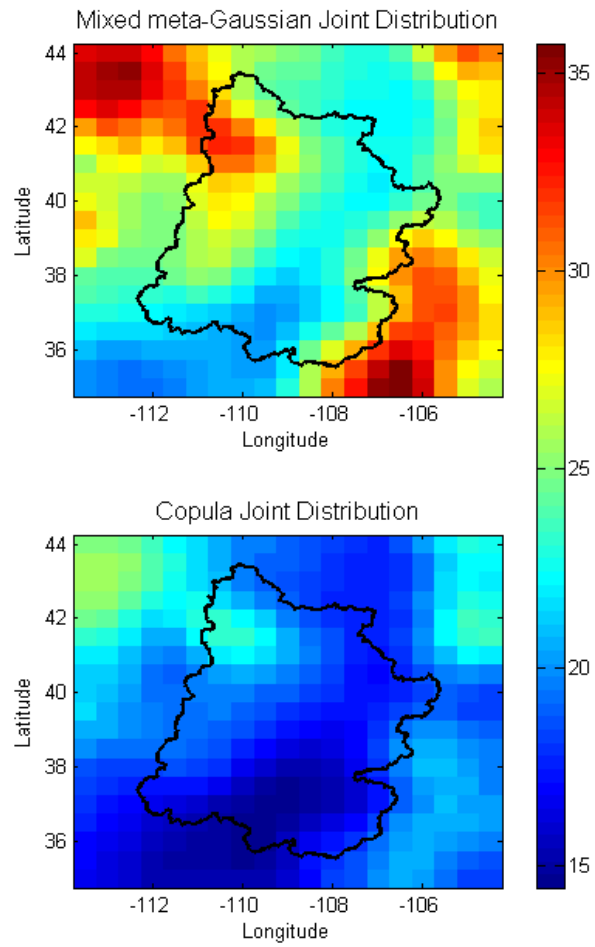 Mixed meta-Gaussian Joint Distribution
44
42
40
38
36
Latitude
-112 -110 -108 -106
Longitude
Copula Joint Distribution
44
42
40
38
36
Latitude
-112 -110 -108 -106
Longitude
35
30
25
20
15